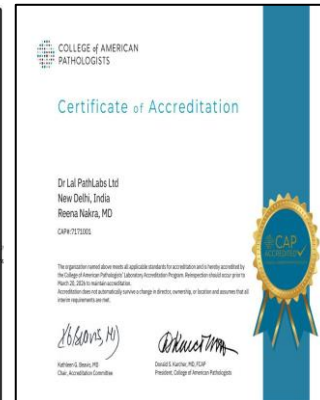 COLLEGE of AMERICAN
PATHOLOGISTS
Certificate of Accreditation
Dr Lal PathLabs Ltd
New Delhi, India
Reena Nakra, MD
CAP#:7171001
The organization named above meets all applicable standards for accreditation and is hereby accredited by
the College of American Pathologists' Laboratory Accreditation Program. Reinspection should occur prior to
March 20, 2026 to maintain accreditation.
Accreditation does not automatically survive a change in director, ownership, or location and assumes that all
interim requirements are met.
CAP
ACCREDITED
Kathleen G. Beavis, MD
Chair, Accreditation Committee
Donald S. Karcher, MD, FCAP
President, College of American Pathologists